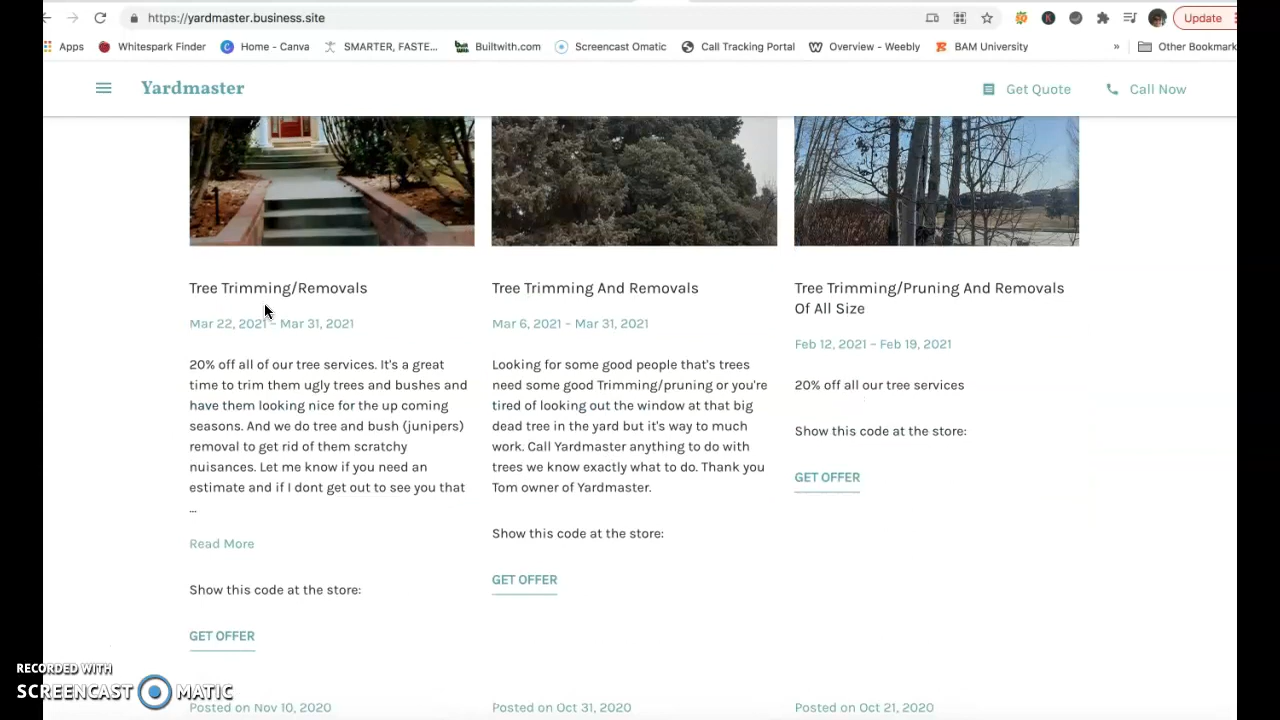 https://yardmaster.business.site
Update
Apps
Whitespark Finder
Home - Canva
SMARTER, FASTE...
Builtwith.com
Screencast Omatic
Call Tracking Portal
Overview - Weebly
BAM University
»
Other Bookmark
Yardmaster
Get Quote
Call Now
Tree Trimming/Removals
Mar 22, 2021 – Mar 31, 2021
20% off all of our tree services. It's a great
time to trim them ugly trees and bushes and
have them looking nice for the up coming
seasons. And we do tree and bush (junipers)
removal to get rid of them scratchy
nuisances. Let me know if you need an
estimate and if I dont get out to see you that
...
Read More
Show this code at the store:
GET OFFER
Tree Trimming And Removals
Mar 6, 2021 – Mar 31, 2021
Looking for some good people that's trees
need some good Trimming/pruning or you're
tired of looking out the window at that big
dead tree in the yard but it's way to much
work. Call Yardmaster anything to do with
trees we know exactly what to do. Thank you
Tom owner of Yardmaster.
Show this code at the store:
GET OFFER
Tree Trimming/Pruning And Removals
Of All Size
Feb 12, 2021 – Feb 19, 2021
20% off all our tree services
Show this code at the store:
GET OFFER
Posted on Nov 10, 2020
Posted on Oct 31, 2020
Posted on Oct 21, 2020
RECORDED WITH
SCREENCAST MATIC